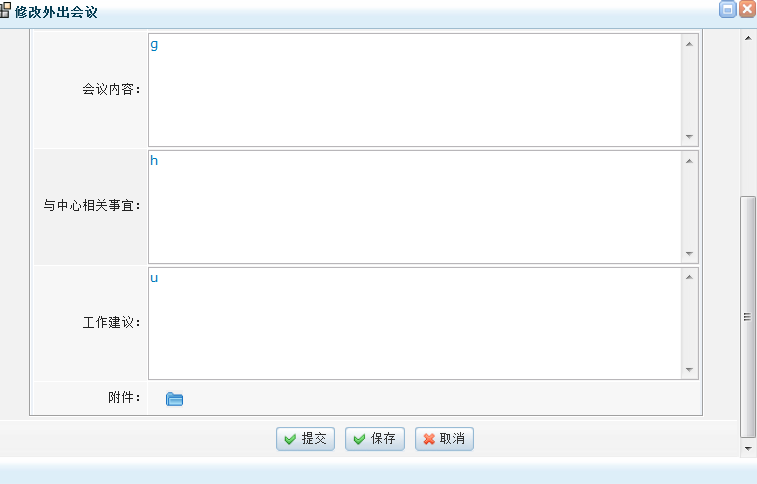 修改外出会议
g
会议内容：
h
与中心相关事宜：
u
工作建议：
附件：
提交 保存 取消